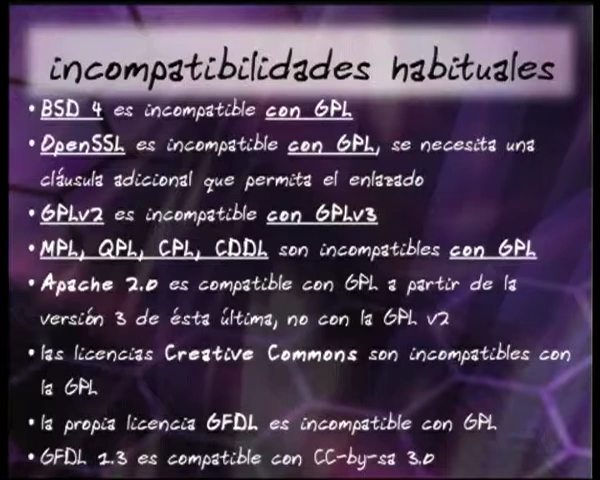 incompatibilidades habituales
• BSD 4 es incompatible con GPL
• OpenSSL es incompatible con GPL, se necesita una
cláusula adicional que permita el enlazado
• GPLv2 es incompatible con GPLv3
• MPL, QPL, CPL, CDDL son incompatibles con GPL
• Apache 2.0 es compatible con GPL a partir de la
versión 3 de ésta última, no con la GPL v2
• las licencias Creative Commons son incompatibles con
la GPL
• la propia licencia GFDL es incompatible con GPL
• GFDL 1.3 es compatible con CC-by-sa 3.0